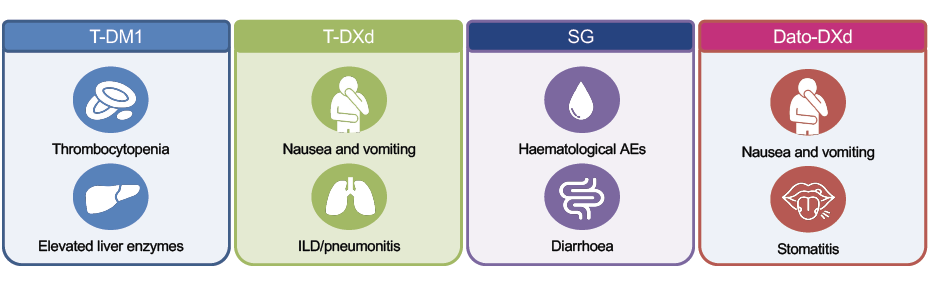 T-DM1
Thrombocytopenia
Elevated liver enzymes
T-DXd
Nausea and vomiting
ILD/pneumonitis
SG
Haematological AEs
Diarrhoea
Dato-DXd
Nausea and vomiting
Stomatitis